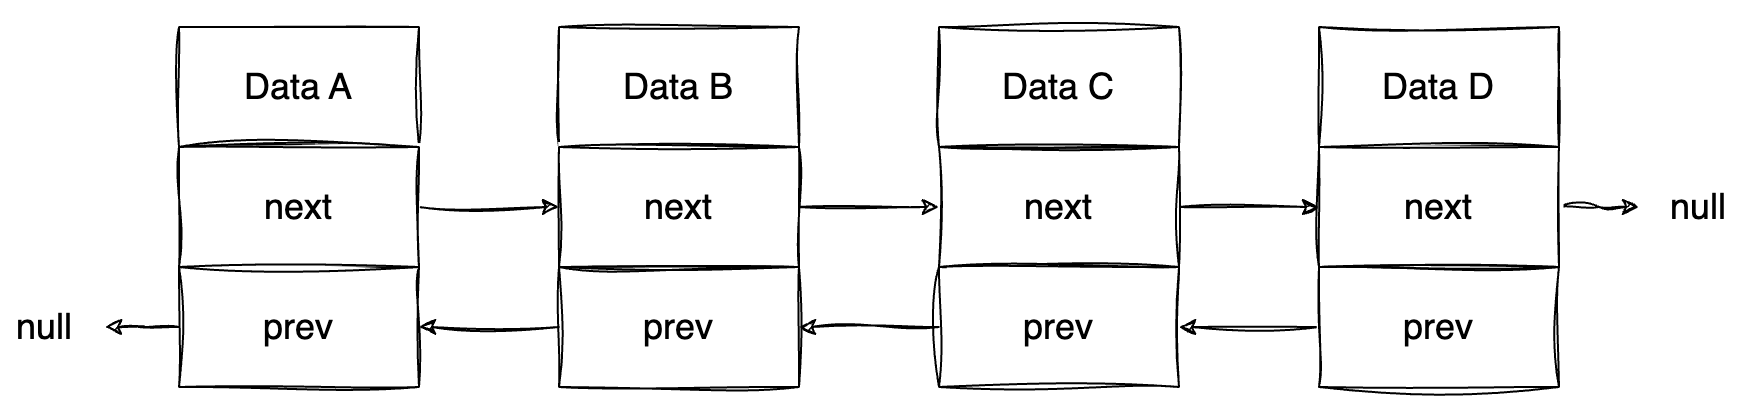 Data A Data B Data C Data D
next next next next null
null prev prev prev prev